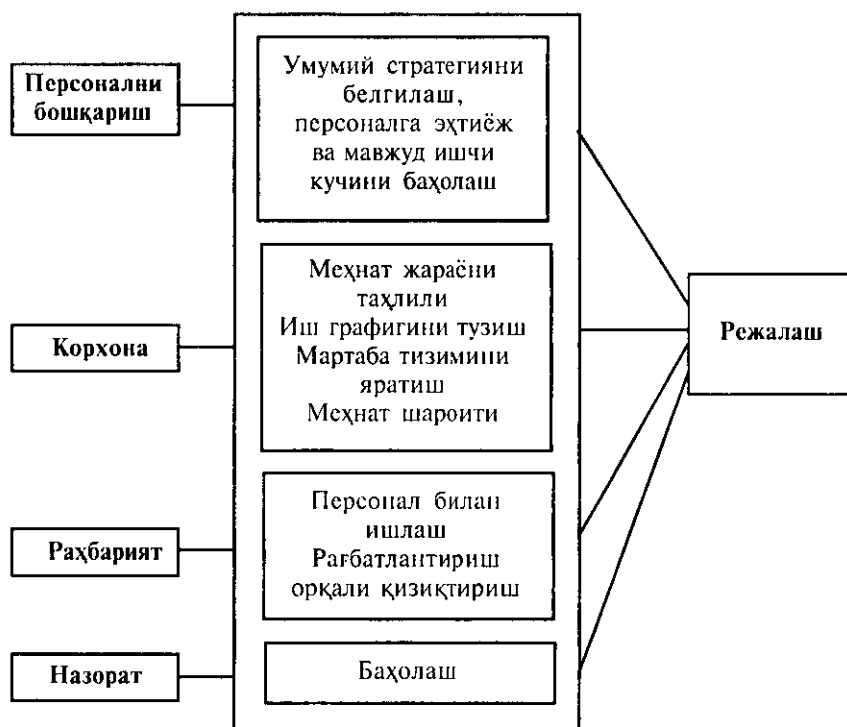 Персонални
бошқариш
Умумий стратегияни
белгилаш,
персоналга эҳтиёж
ва мавжуд ишчи
кучини баҳолаш
Корхона
Меҳнат жараёни
таҳлили
Иш графигини тузиш
Мартаба тизимини
яратиш
Меҳнат шароити
Режалаш
Раҳбарият
Персонал билан
ишлаш
Рағбатлантириш
орқали қизиқтириш
Назорат
Баҳолаш